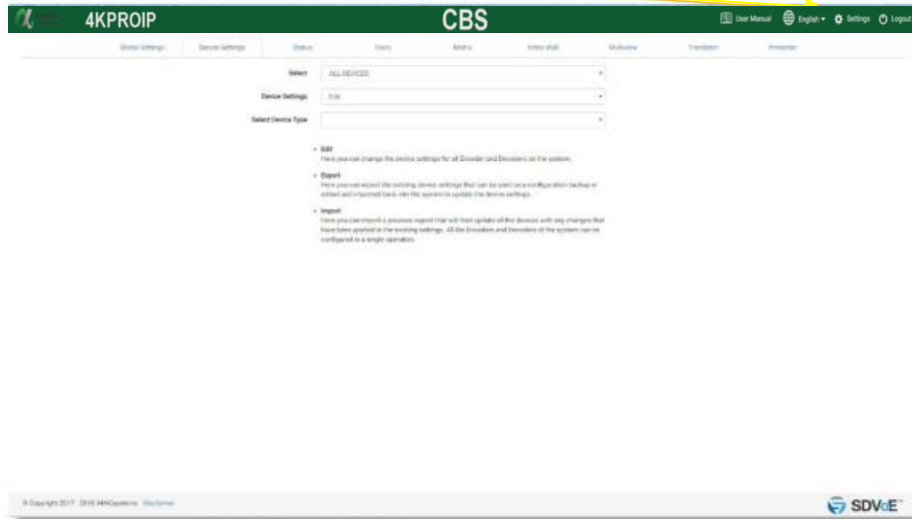 4KPROIP
CBS
User Manual English Settings Logout
Global Settings Device Settings Status Tools Matrix Video Wall Multiview Translator Presenter
Select ALL DEVICES
Device Settings Edit
Select Device Type
Edit
Here you can change the device settings for all Encoder and Decoders on the system.
Export
Here you can export the existing device settings that can be used as a configuration backup or
edited and imported back into the system to update the device settings.
Import
Here you can import a previous export that will then update all the devices with any changes that
have been applied to the existing settings. All the Encoders and Decoders of the system can be
configured in a single operation.
© Copyright 2017 - 2018 Disclaimer
SDVoE